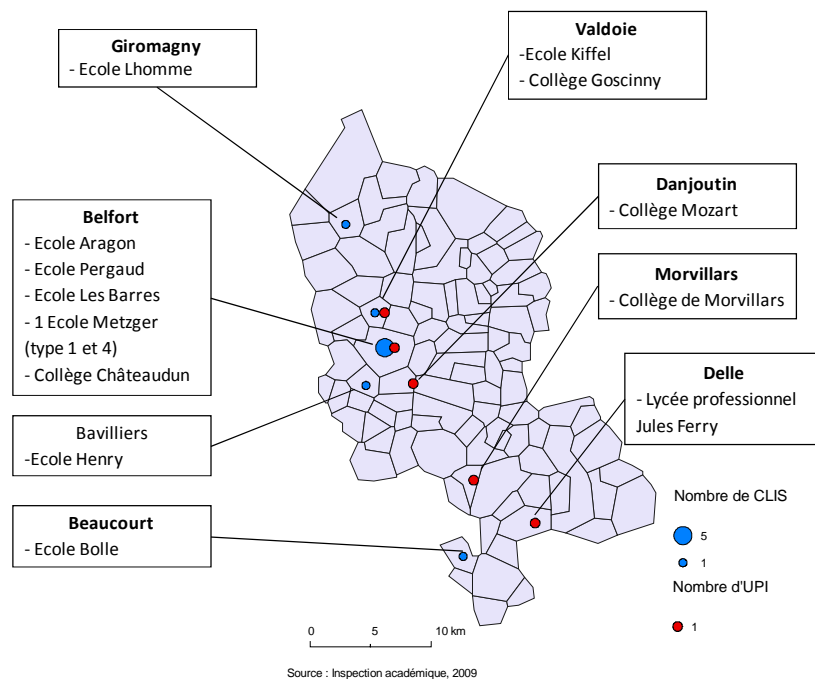 Giromagny
- Ecole Lhomme
Valdoie
-Ecole Kiffel
- Collège Goscinny
Belfort
- Ecole Aragon
- Ecole Pergaud
- Ecole Les Barres
- 1 Ecole Metzger
(type 1 et 4)
- Collège Châteaudun
Danjoutin
- Collège Mozart
Morvillars
- Collège de Morvillars
Delle
- Lycée professionnel
Jules Ferry
Bavilliers
-Ecole Henry
Beaucourt
- Ecole Bolle
Nombre de CLIS
5
1
Nombre d'UPI
1
0 5 10 km
Source : Inspection académique, 2009